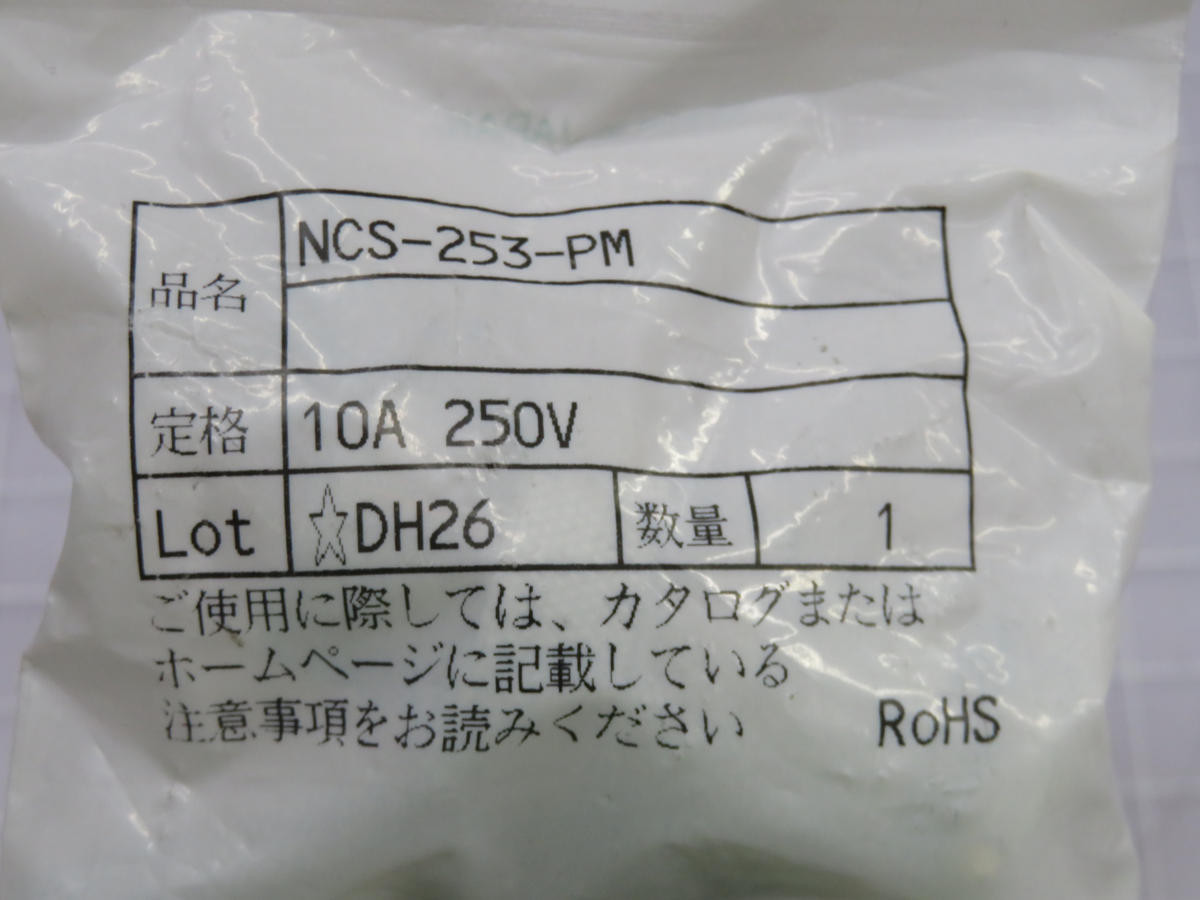 品名 NCS-253-PM
定格 10A 250V
Lot ☆DH26 数量 1
ご使用に際しては、カタログまたは
ホームページに記載している
注意事項をお読みください RoHS